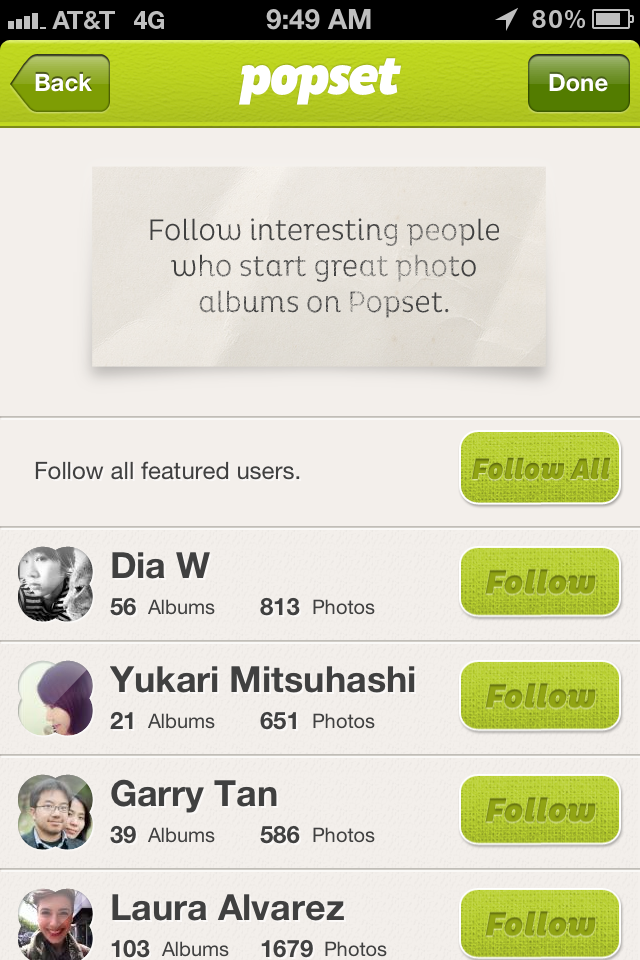 AT&T 4G 9:49 AM 80%
Back popset Done
Follow interesting people
who start great photo
albums on Popset.
Follow all featured users. Follow All
Dia W
56 Albums 813 Photos Follow
Yukari Mitsuhashi
21 Albums 651 Photos Follow
Garry Tan
39 Albums 586 Photos Follow
Laura Alvarez
103 Albums 1679 Photos Follow